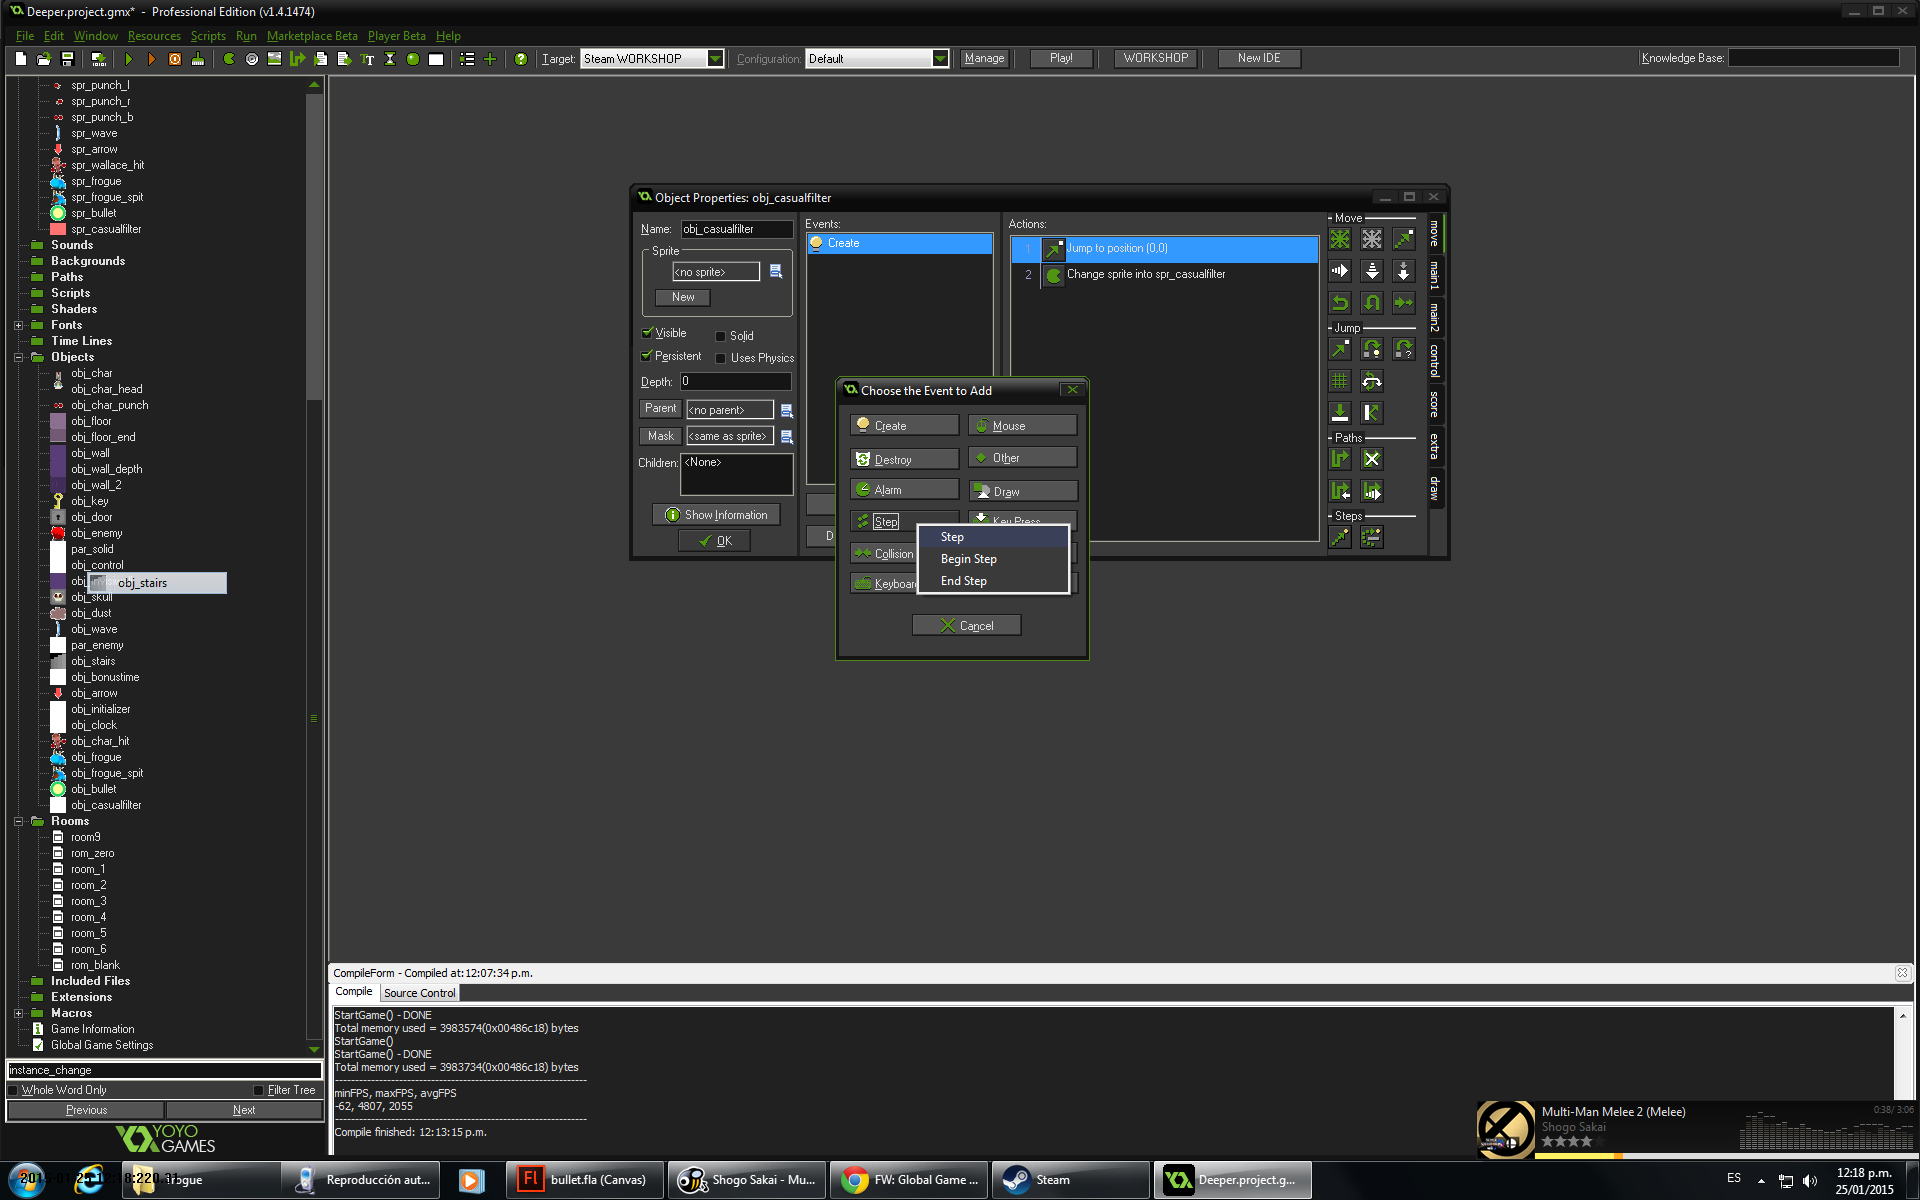 Deeper.project.gmx* - Professional Edition (v1.4.1474)
File Edit Window Resources Scripts Run Marketplace Beta Player Beta Help
Target: Steam WORKSHOP Configuration: Default Manage Play! WORKSHOP New IDE Knowledge Base:
spr_punch_l
spr_punch_r
spr_punch_b
spr_wave
spr_arrow
spr_wallace_hit
spr_frogue
spr_frogue_spit
spr_bullet
spr_casualfilter
Sounds
Backgrounds
Paths
Scripts
Shaders
Fonts
Time Lines
Objects
obj_char
obj_char_head
obj_char_punch
obj_floor
obj_floor_end
obj_wall
obj_wall_depth
obj_wall_2
obj_key
obj_door
obj_enemy
par_solid
obj_control
obj_stairs
obj_skull
obj_dust
obj_wave
par_enemy
obj_stairs
obj_bonustime
obj_arrow
obj_initializer
obj_clock
obj_char_hit
obj_frogue
obj_frogue_spit
obj_bullet
obj_casualfilter
Rooms
room9
rom_zero
room_1
room_2
room_3
room_4
room_5
room_6
rom_blank
Included Files
Extensions
Macros
Game Information
Global Game Settings
instance_change
Whole Word Only Filter Tree
Previous Next
YOYO
GAMES
Object Properties: obj_casualfilter
Name: obj_casualfilter
Sprite
<no sprite>
New
Visible Solid
Persistent Uses Physics
Depth: 0
Parent <no parent>
Mask <same as sprite>
Children: <None>
Show Information
OK
Events:
Create
D
Actions:
1 Jump to position (0,0)
2 Change sprite into spr_casualfilter
Move
Jump
Paths
Steps
move
main1
main2
control
score
extra
draw
Choose the Event to Add
Create Mouse
Destroy Other
Alarm Draw
Step Key Press
Collision
Keyboar
Step
Begin Step
End Step
Cancel
CompileForm - Compiled at: 12:07:34 p.m.
Compile Source Control
StartGame() - DONE
Total memory used = 3983574(0x00486c18) bytes
StartGame()
StartGame() - DONE
Total memory used = 3983734(0x00486c18) bytes
minFPS, maxFPS, avgFPS
-62, 4807, 2055
Compile finished: 12:13:15 p.m.
Multi-Man Melee 2 (Melee)
Shogo Sakai
0:38/ 3:06
Reproducción aut...
bullet.fla (Canvas)
Shogo Sakai - Mu...
FW: Global Game ...
Steam
Deeper.project.g...
ES
12:18 p.m.
25/01/2015